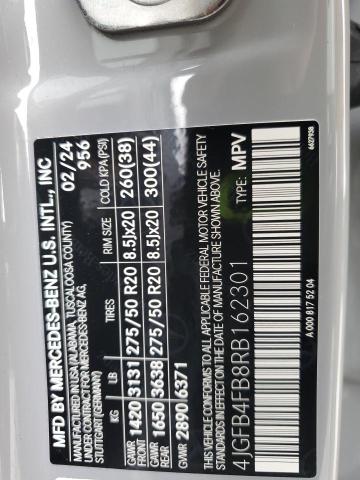 MFD BY MERCEDES-BENZ U.S. INTL., INC
MANUFACTURED IN USA (ALABAMA, TUSCALOOSA COUNTY)
UNDER CONTRACT FOR MERCEDES-BENZ AG,
STUTTGART (GERMANY)
02/24
956
KG LB TIRES RIM SIZE COLD KPA (PSI)
GAWR FRONT 1420 3131 275/50 R20 8.5Jx20 260(38)
GAWR REAR 1650 3638 275/50 R20 8.5Jx20 300(44)
GVWR 2890 6371
THIS VEHICLE CONFORMS TO ALL APPLICABLE FEDERAL MOTOR VEHICLE SAFETY
STANDARDS IN EFFECT ON THE DATE OF MANUFACTURE SHOWN ABOVE.
4JGFB4FB8RB162301 TYPE: MPV
A 000 817 52 04
6627938